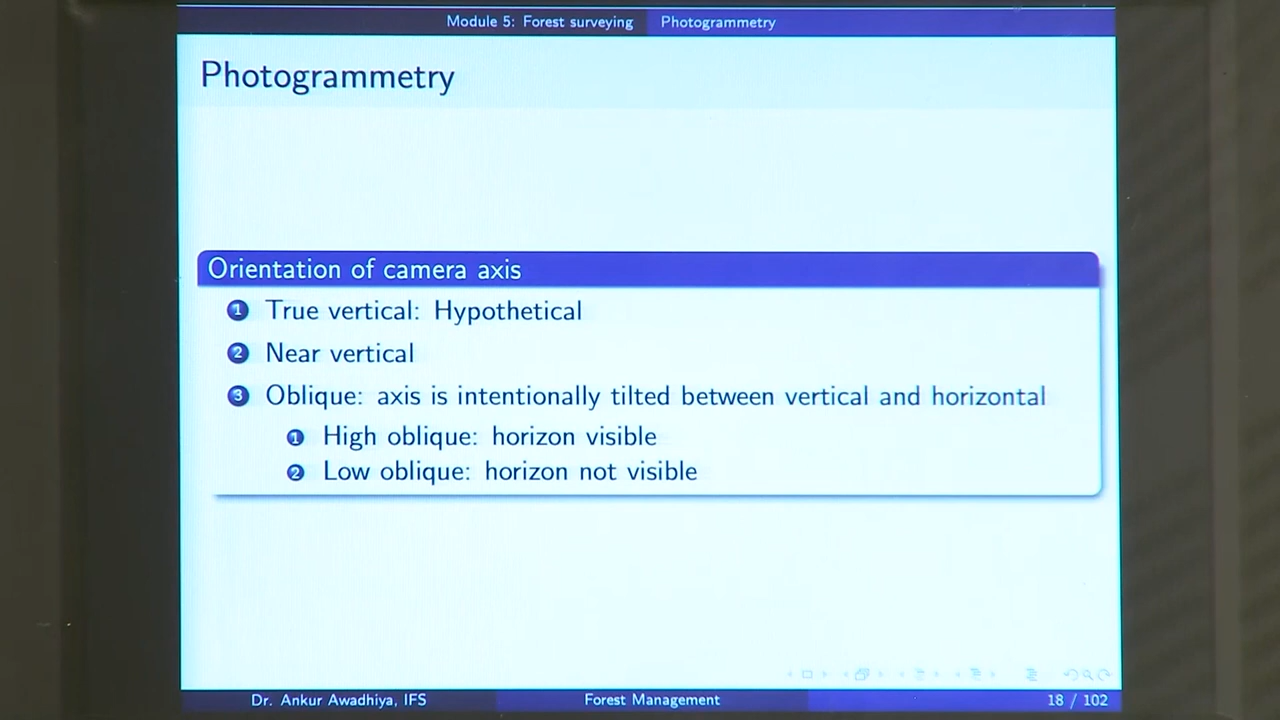 Module 5: Forest surveying Photogrammetry
Photogrammetry
Orientation of camera axis
1 True vertical: Hypothetical
2 Near vertical
3 Oblique: axis is intentionally tilted between vertical and horizontal
1 High oblique: horizon visible
2 Low oblique: horizon not visible
Dr. Ankur Awadhiya, IFS Forest Management 18 / 102